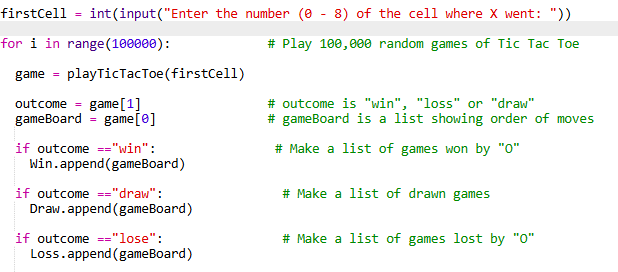 firstCell = int(input("Enter the number (0 - 8) of the cell where X went: "))
for i in range(100000): # Play 100,000 random games of Tic Tac Toe
game = playTicTacToe(firstCell)
outcome = game[1] # outcome is "win", "loss" or "draw"
gameBoard = game[0] # gameBoard is a list showing order of moves
if outcome =="win": # Make a list of games won by "O"
Win.append(gameBoard)
if outcome =="draw": # Make a list of drawn games
Draw.append(gameBoard)
if outcome =="lose": # Make a list of games lost by "O"
Loss.append(gameBoard)